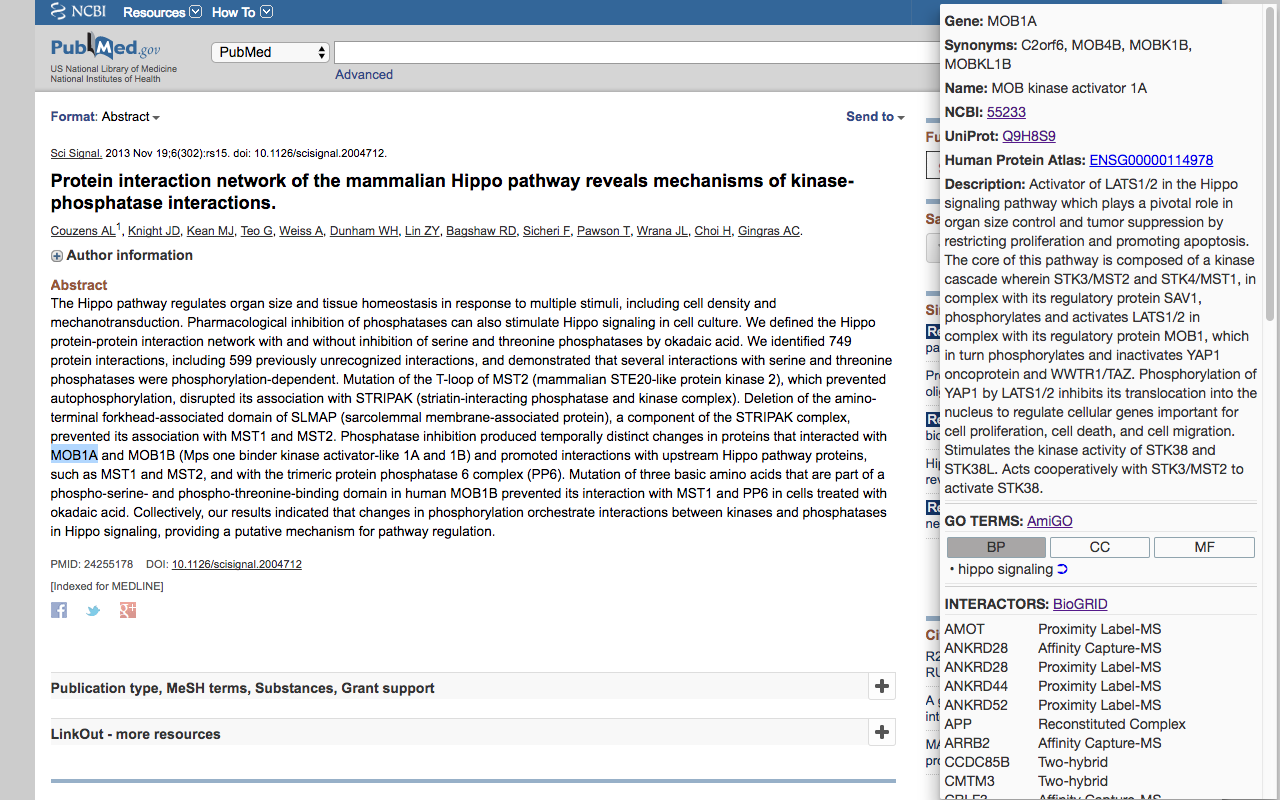 NCBI Resources How To
PubMed.gov
US National Library of Medicine
National Institutes of Health
PubMed
Advanced
Format: Abstract
Send to
Sci Signal. 2013 Nov 19;6(302):rs15. doi: 10.1126/scisignal.2004712.
Protein interaction network of the mammalian Hippo pathway reveals mechanisms of kinase-
phosphatase interactions.
Couzens AL1, Knight JD, Kean MJ, Teo G, Weiss A, Dunham WH, Lin ZY, Bagshaw RD, Sicheri F, Pawson T, Wrana JL, Choi H, Gingras AC.
Author information
Abstract
The Hippo pathway regulates organ size and tissue homeostasis in response to multiple stimuli, including cell density and
mechanotransduction. Pharmacological inhibition of phosphatases can also stimulate Hippo signaling in cell culture. We defined the Hippo
protein-protein interaction network with and without inhibition of serine and threonine phosphatases by okadaic acid. We identified 749
protein interactions, including 599 previously unrecognized interactions, and demonstrated that several interactions with serine and threonine
phosphatases were phosphorylation-dependent. Mutation of the T-loop of MST2 (mammalian STE20-like protein kinase 2), which prevented
autophosphorylation, disrupted its association with STRIPAK (striatin-interacting phosphatase and kinase complex). Deletion of the amino-
terminal forkhead-associated domain of SLMAP (sarcolemmal membrane-associated protein), a component of the STRIPAK complex,
prevented its association with MST1 and MST2. Phosphatase inhibition produced temporally distinct changes in proteins that interacted with
MOB1A and MOB1B (Mps one binder kinase activator-like 1A and 1B) and promoted interactions with upstream Hippo pathway proteins,
such as MST1 and MST2, and with the trimeric protein phosphatase 6 complex (PP6). Mutation of three basic amino acids that are part of a
phospho-serine- and phospho-threonine-binding domain in human MOB1B prevented its interaction with MST1 and PP6 in cells treated with
okadaic acid. Collectively, our results indicated that changes in phosphorylation orchestrate interactions between kinases and phosphatases
in Hippo signaling, providing a putative mechanism for pathway regulation.
PMID: 24255178 DOI: 10.1126/scisignal.2004712
[Indexed for MEDLINE]
Publication type, MeSH terms, Substances, Grant support
LinkOut - more resources
Gene: MOB1A
Synonyms: C2orf6, MOB4B, MOBK1B,
MOBKL1B
Name: MOB kinase activator 1A
NCBI: 55233
UniProt: Q9H8S9
Human Protein Atlas: ENSG00000114978
Description: Activator of LATS1/2 in the Hippo
signaling pathway which plays a pivotal role in
organ size control and tumor suppression by
restricting proliferation and promoting apoptosis.
The core of this pathway is composed of a kinase
cascade wherein STK3/MST2 and STK4/MST1, in
complex with its regulatory protein SAV1,
phosphorylates and activates LATS1/2 in
complex with its regulatory protein MOB1, which
in turn phosphorylates and inactivates YAP1
oncoprotein and WWTR1/TAZ. Phosphorylation of
YAP1 by LATS1/2 inhibits its translocation into the
nucleus to regulate cellular genes important for
cell proliferation, cell death, and cell migration.
Stimulates the kinase activity of STK38 and
STK38L. Acts cooperatively with STK3/MST2 to
activate STK38.
GO TERMS: AmiGO
BP CC MF
• hippo signaling
INTERACTORS: BioGRID
AMOT Proximity Label-MS
ANKRD28 Affinity Capture-MS
ANKRD28 Proximity Label-MS
ANKRD44 Proximity Label-MS
ANKRD52 Proximity Label-MS
APP Reconstituted Complex
ARRB2 Affinity Capture-MS
CCDC85B Two-hybrid
CMTM3 Two-hybrid